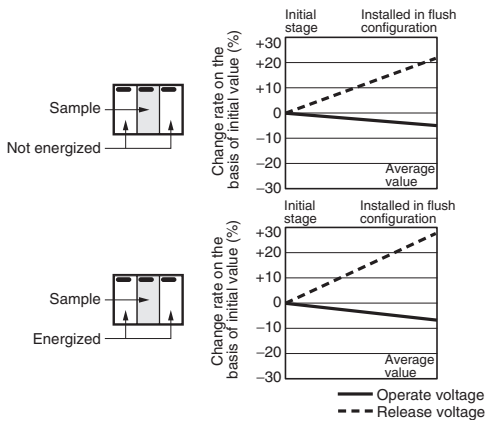 Initial
stage
Installed in flush
configuration
Change rate on the
basis of initial value (%)
+30
+20
+10
0
−10
−20
−30
Average
value
Sample
Not energized
Initial
stage
Installed in flush
configuration
Change rate on the
basis of initial value (%)
+30
+20
+10
0
−10
−20
−30
Average
value
Sample
Energized
Operate voltage
Release voltage